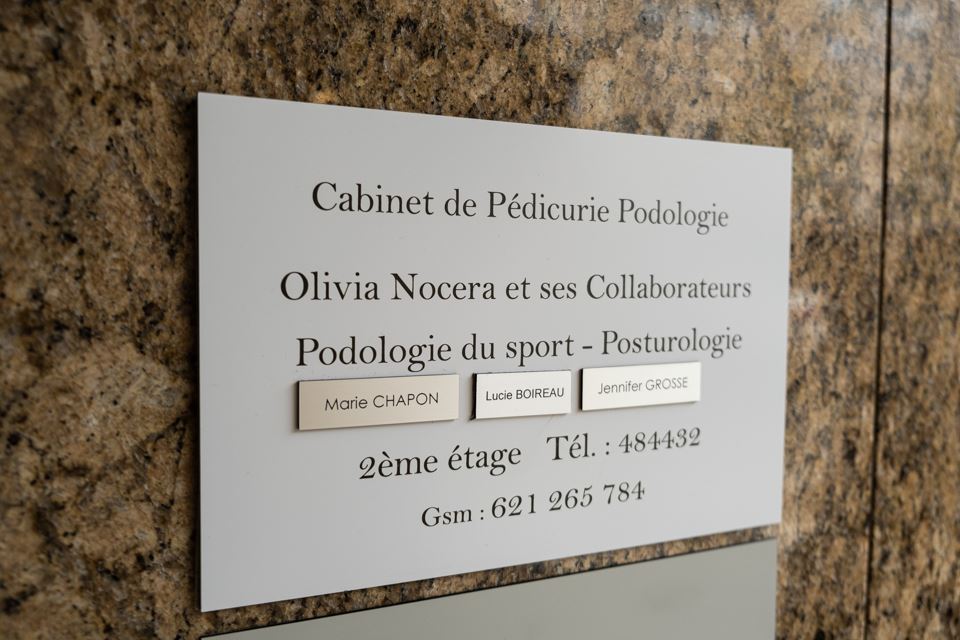 Cabinet de Pédicurie Podologie
Olivia Nocera et ses Collaborateurs
Podologie du sport - Posturologie
Marie CHAPON Lucie BOIREAU Jennifer GROSSE
2ème étage Tél. : 484432
Gsm : 621 265 784